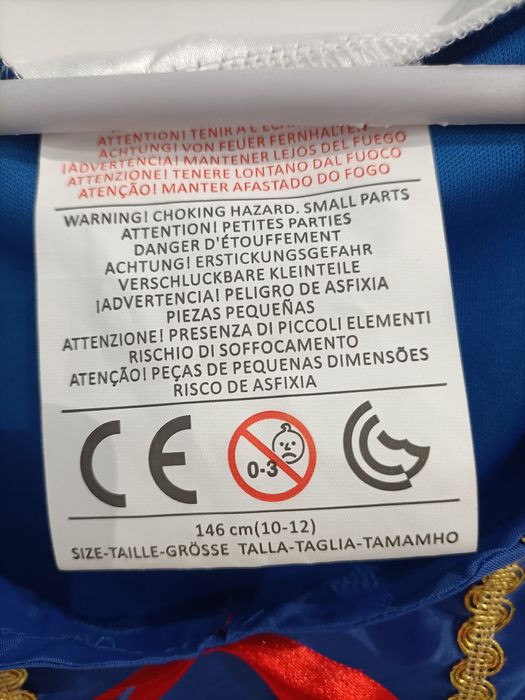 ATTENTION! TENIR À L'ÉCAR
ACHTUNG! VON FEUER FERNHALTEN
¡ADVERTENCIA! MANTENER LEJOS DEL FUEGO
ATTENZIONE! TENERE LONTANO DAL FUOCO
ATENÇÃO! MANTER AFASTADO DO FOGO
WARNING! CHOKING HAZARD. SMALL PARTS
ATTENTION! PETITES PARTIES
DANGER D'ÉTOUFFEMENT
ACHTUNG! ERSTICKUNGSGEFAHR
VERSCHLUCKBARE KLEINTEILE
¡ADVERTENCIA! PELIGRO DE ASFIXIA
PIEZAS PEQUEÑAS
ATTENZIONE! PRESENZA DI PICCOLI ELEMENTI
RISCHIO DI SOFFOCAMENTO
ATENÇÃO! PEÇAS DE PEQUENAS DIMENSÕES
RISCO DE ASFIXIA
CE 0-3
146 cm(10-12)
SIZE-TAILLE-GRÖSSE TALLA-TAGLIA-TAMAMHO